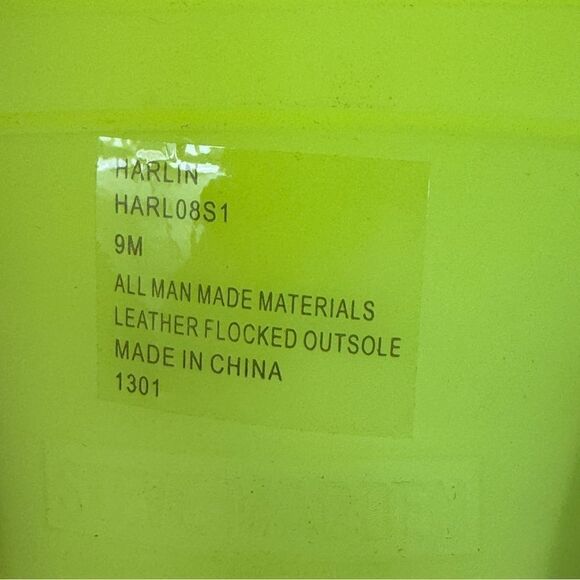 HARLIN
HARL08S1
9M
ALL MAN MADE MATERIALS
LEATHER FLOCKED OUTSOLE
MADE IN CHINA
1301